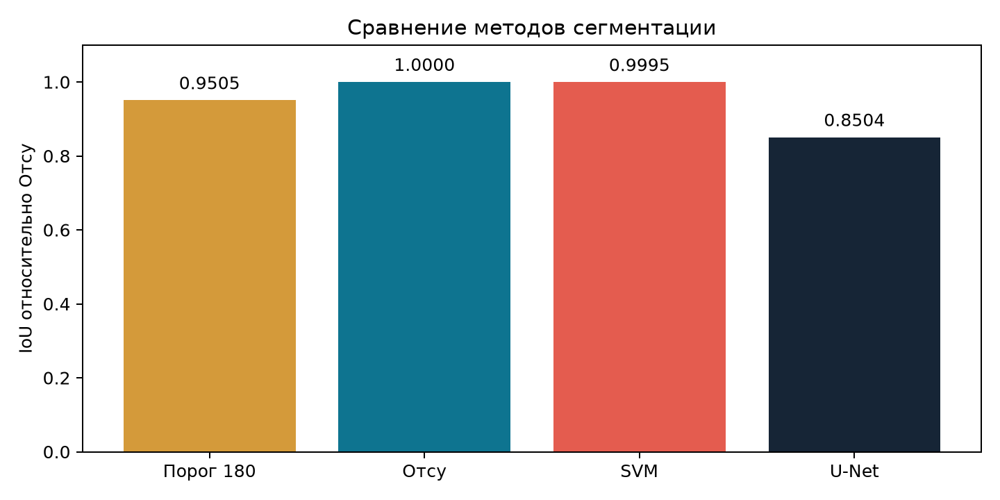 Сравнение методов сегментации
IoU относительно Отсу
1.0
0.8
0.6
0.4
0.2
0.0
0.9505
1.0000
0.9995
0.8504
Порог 180
Отсу
SVM
U-Net